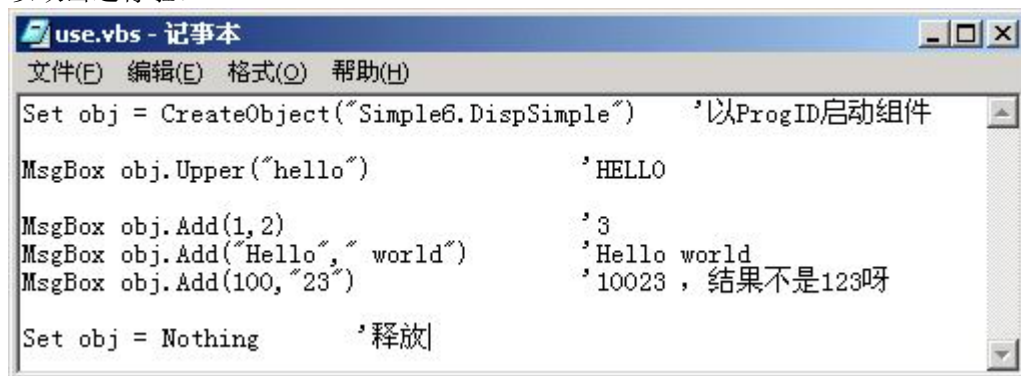 use.vbs - 记事本
文件(F) 编辑(E) 格式(O) 帮助(H)
Set obj = CreateObject("Simple6.DispSimple") '以ProgID启动组件
MsgBox obj.Upper("hello") 'HELLO
MsgBox obj.Add(1,2) '3
MsgBox obj.Add("Hello"," world") 'Hello world
MsgBox obj.Add(100,"23") '10023 ，结果不是123呀
Set obj = Nothing '释放